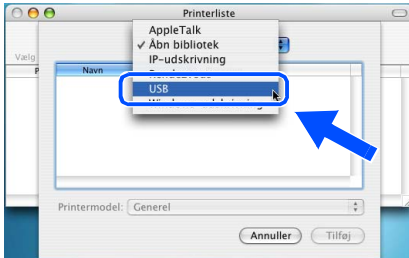 Printerliste
AppleTalk
✓ Åbn bibliotek
IP-udskrivning
Vælg
Navn
USB
Printermodel: Generel
Annuller
Tilføj